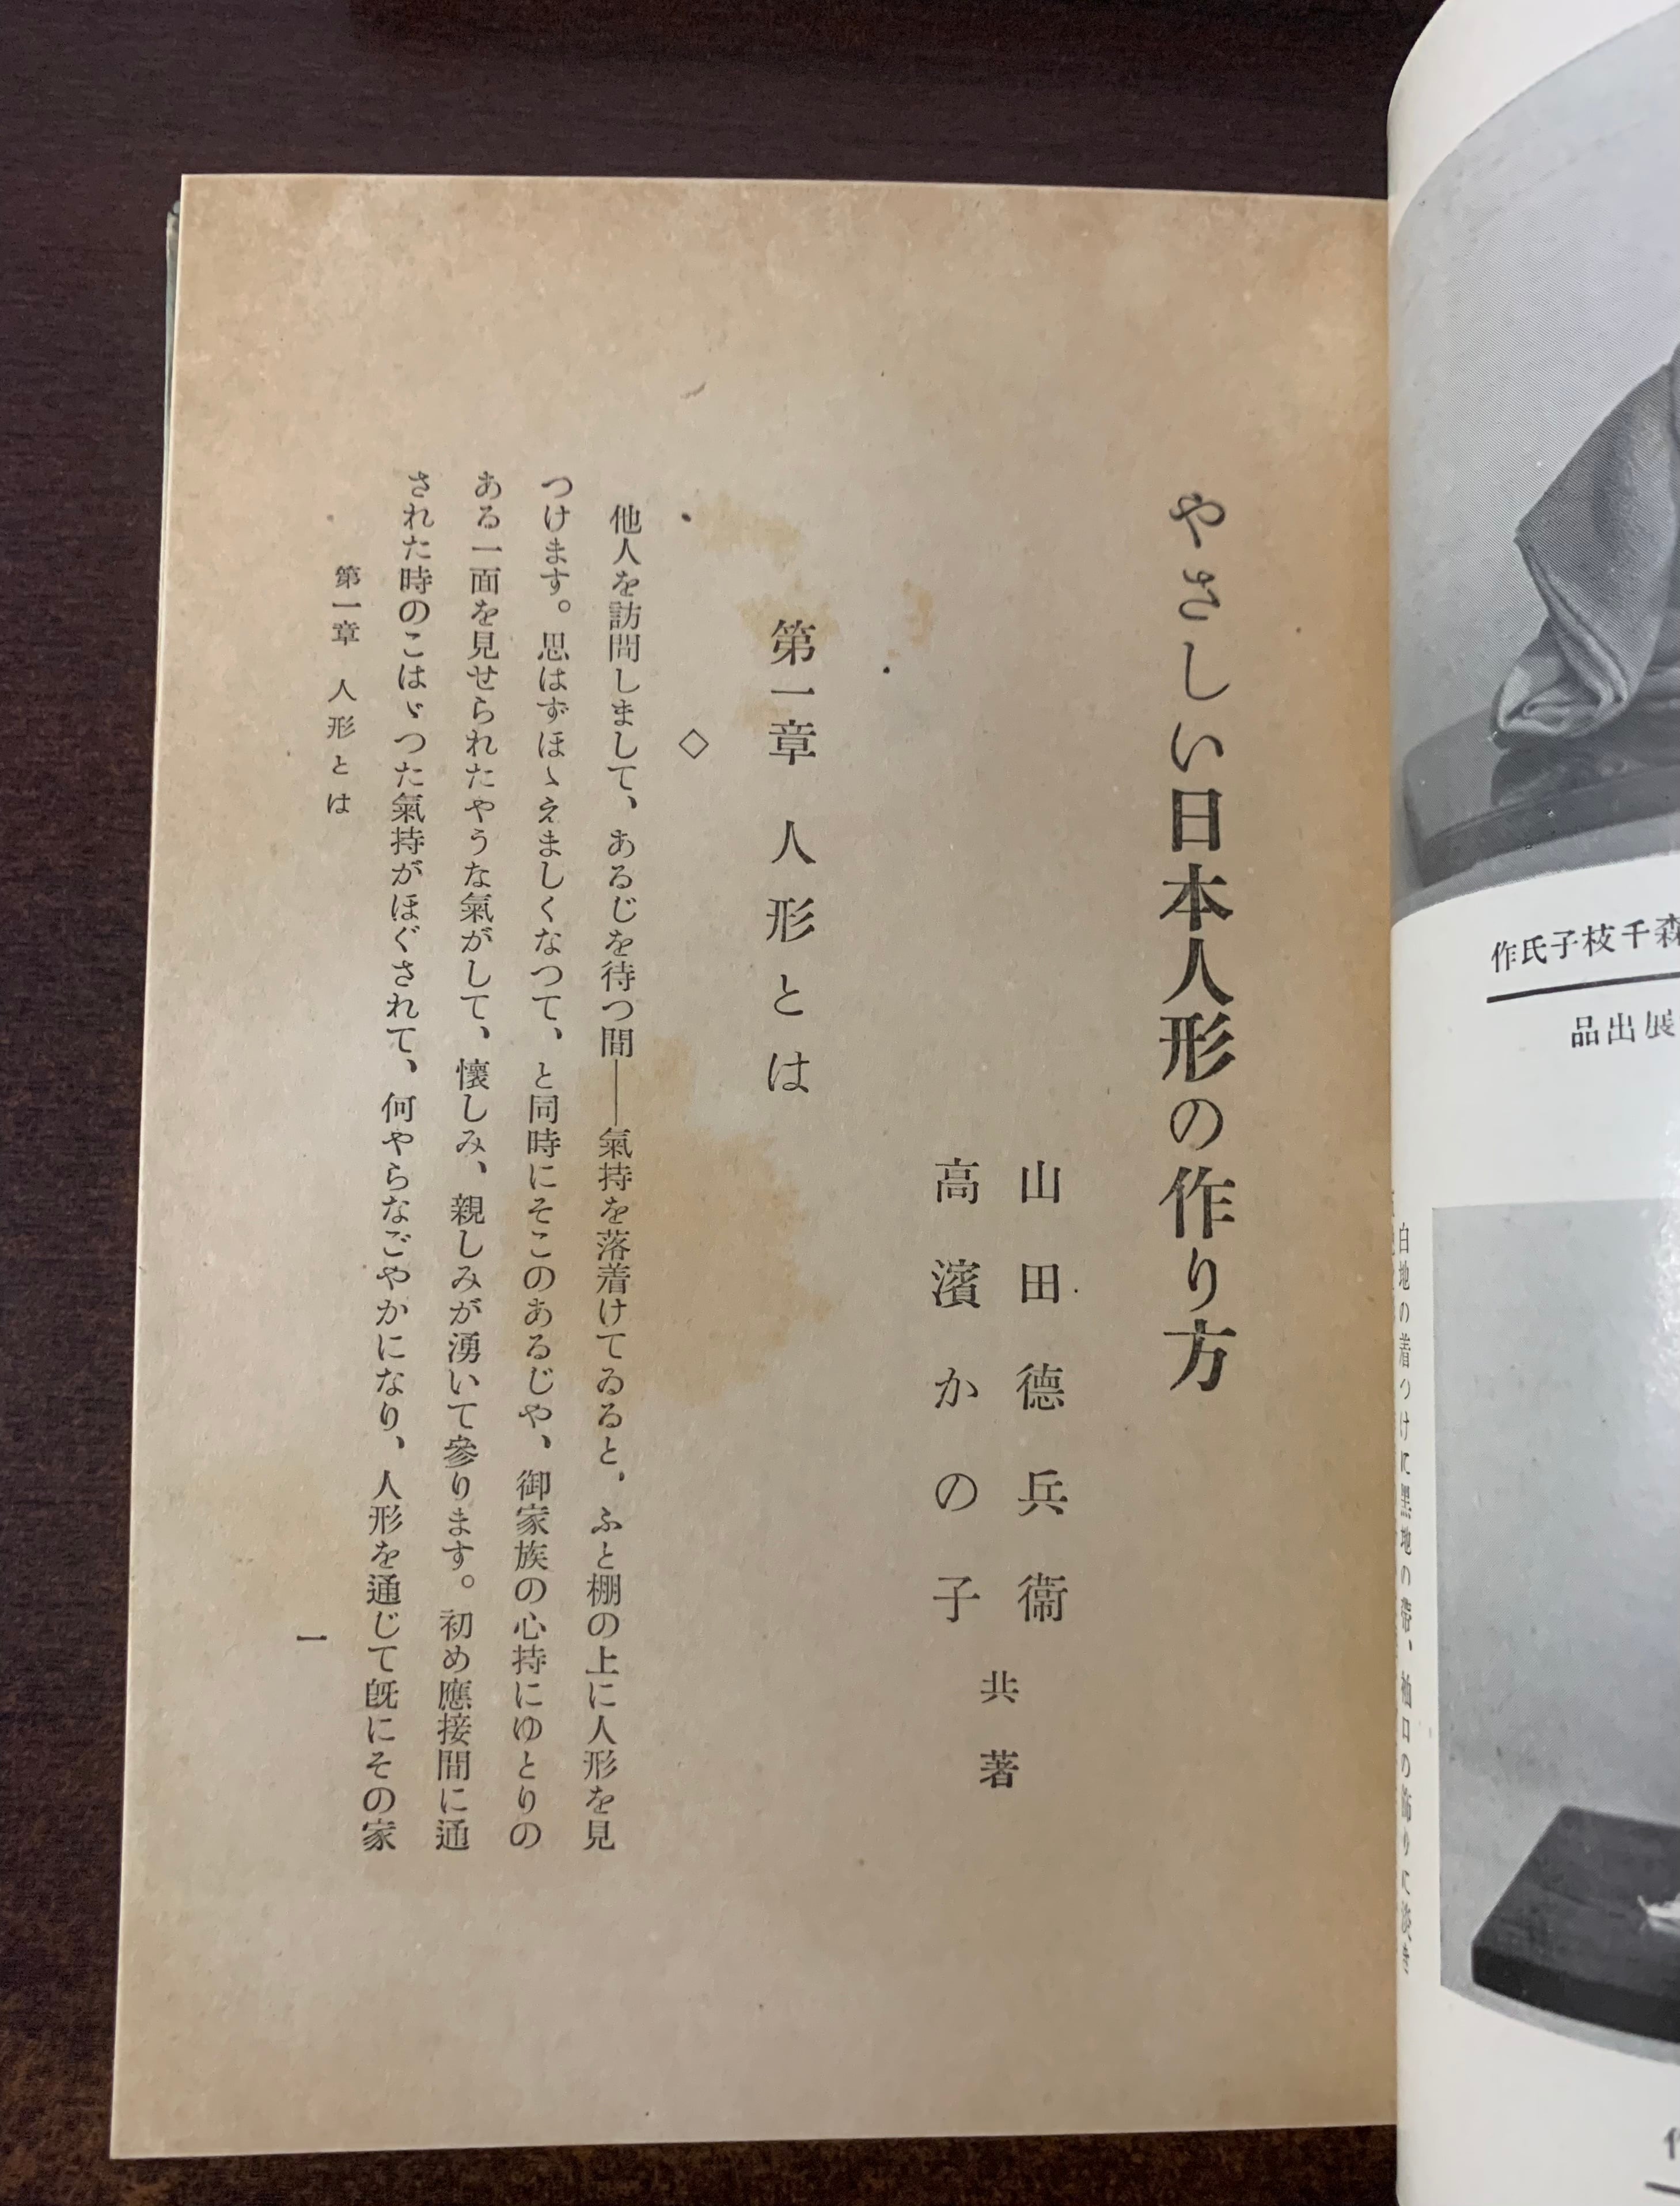 作氏子枝千森
品出展
白地の着つけに黒地の帯、袖口の飾りに淡き
やさしい日本人形の作り方
山田德兵衞
高濱かの子
共著
第一章 人形とは
◇
他人を訪問しまして、あるじを待つ間――氣持を落着けてゐると、ふと棚の上に人形を見
つけます。思はずほゝえましくなつて、と同時にそこのあるじや、御家族の心持にゆとりの
ある一面を見せられたやうな氣がして、懷しみ、親しみが湧いて參ります。初め應接間に通
された時のこはゞつた氣持がほぐされて、何やらなごやかになり、人形を通じて既にその家
第一章 人形とは
一